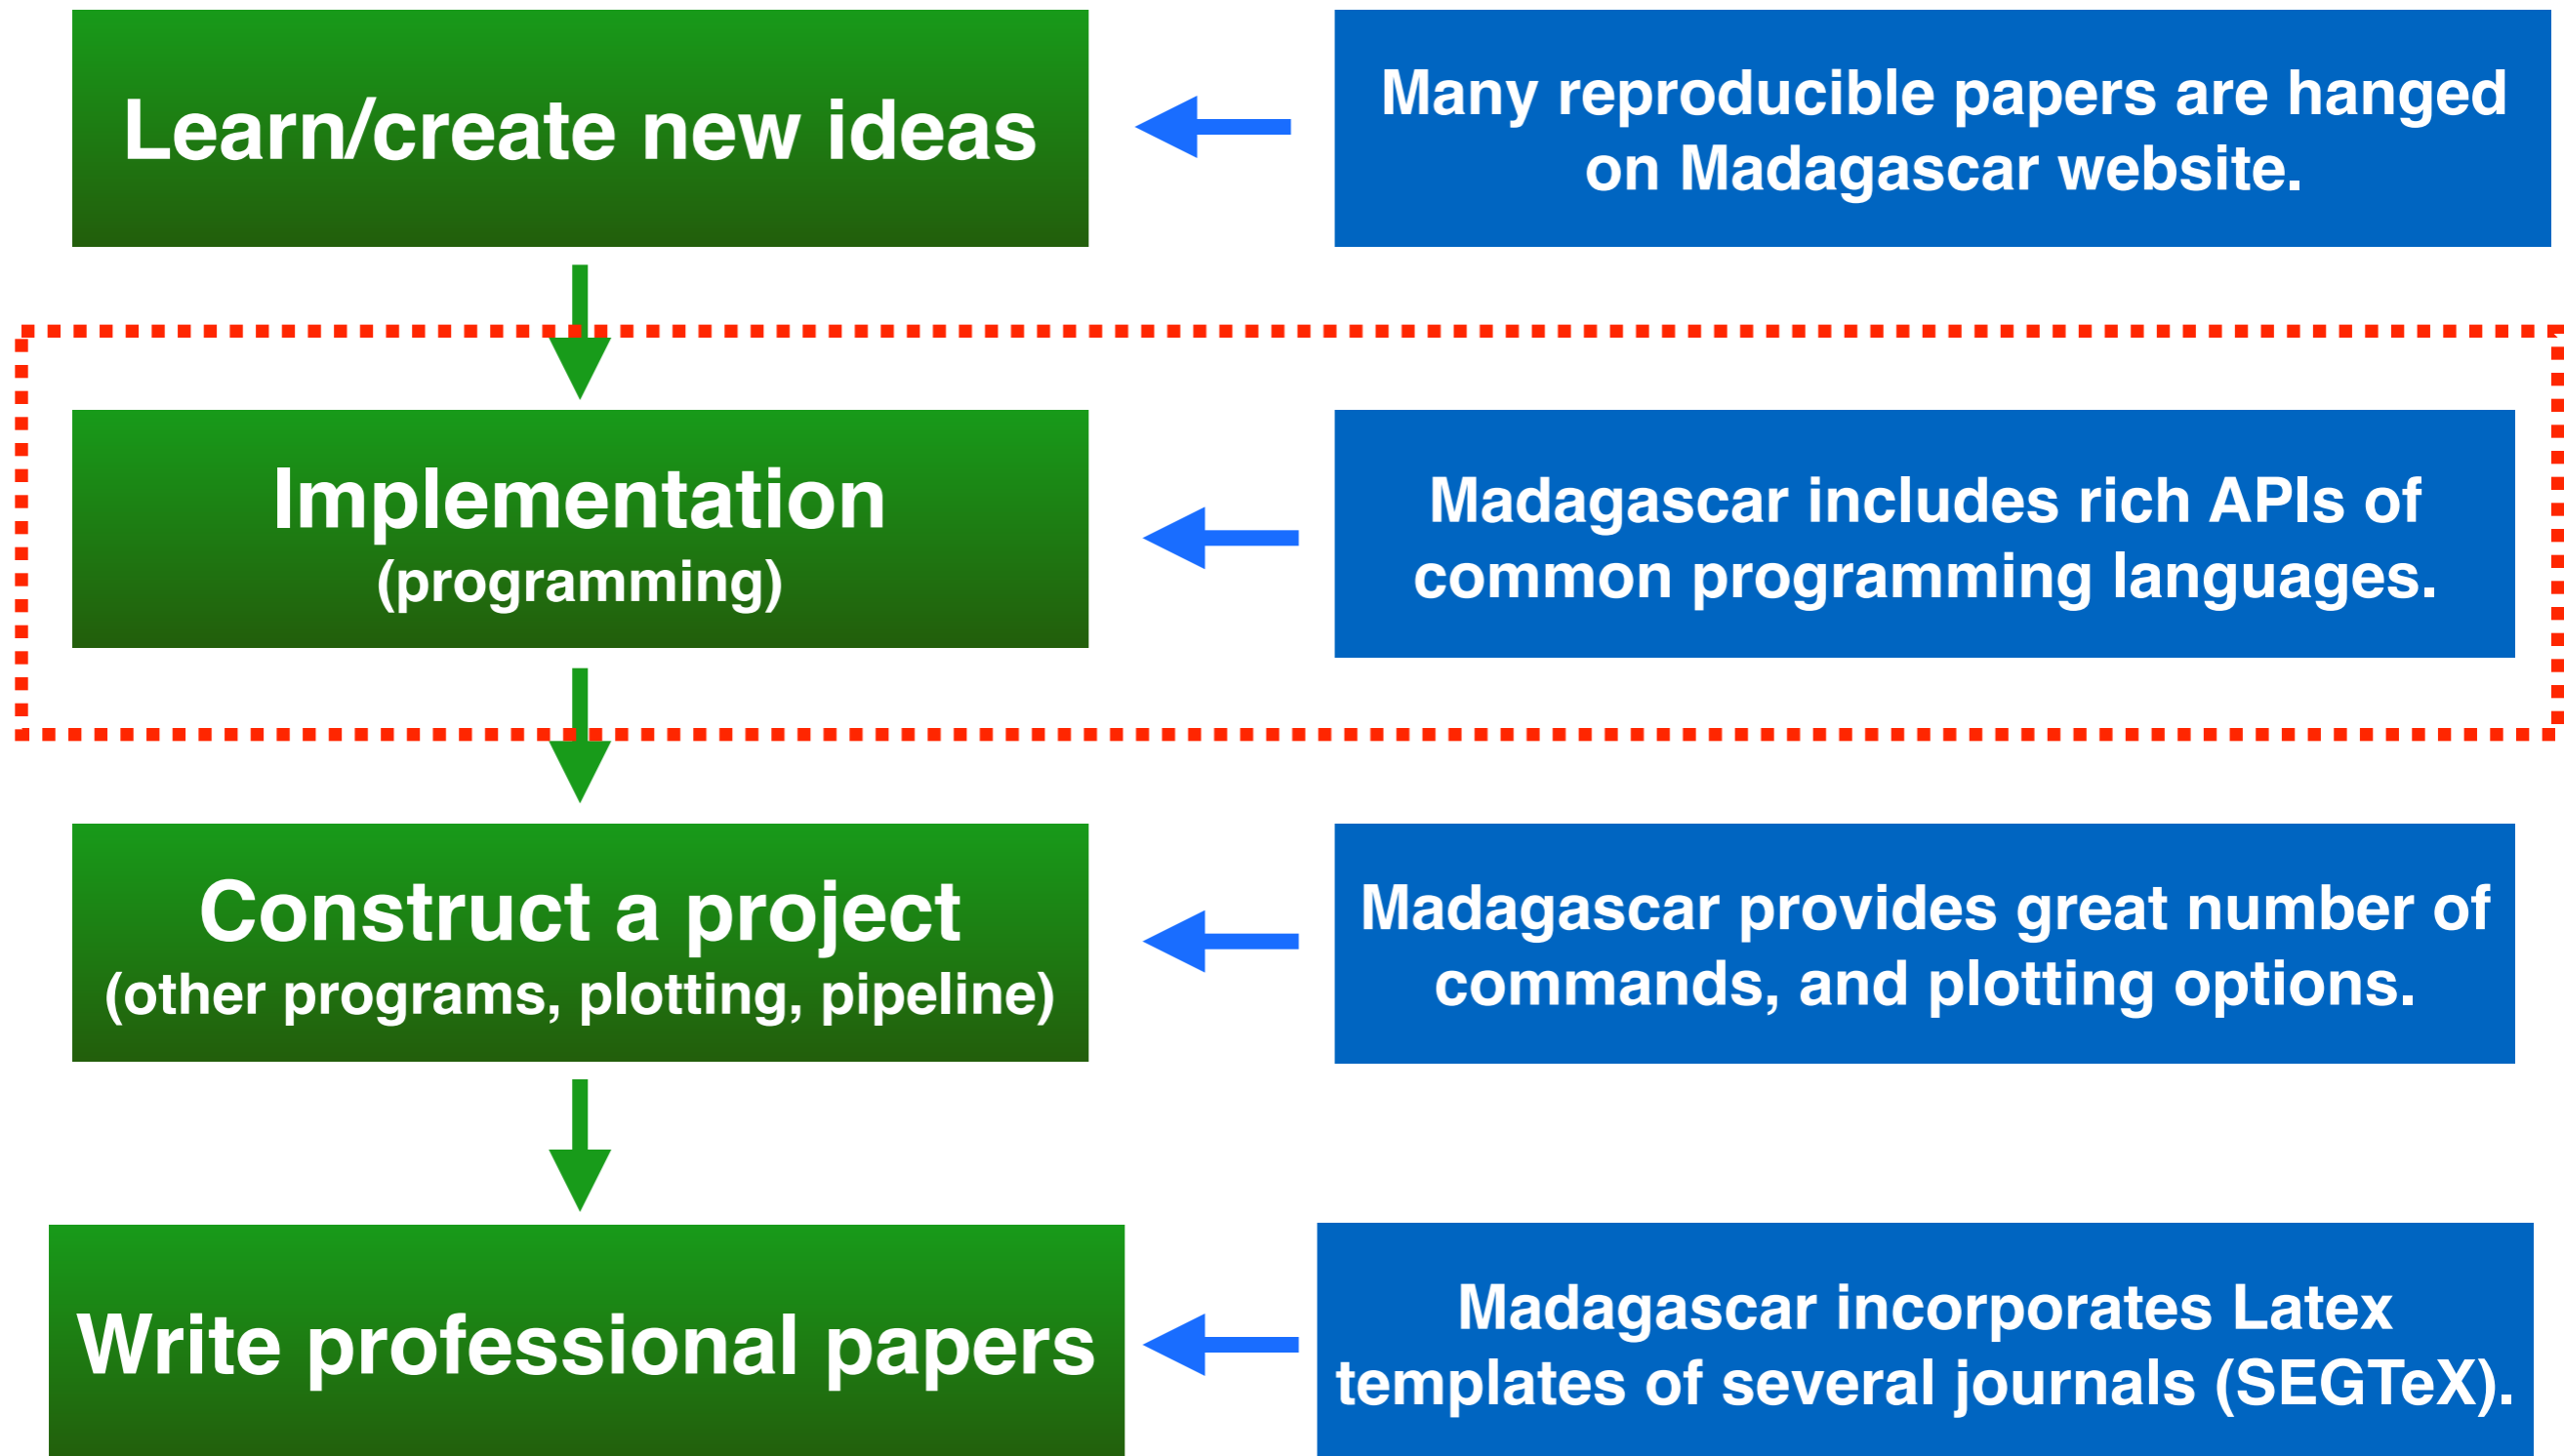 Learn/create new ideas
Many reproducible papers are hanged
on Madagascar website.
Implementation
(programming)
Madagascar includes rich APIs of
common programming languages.
Construct a project
(other programs, plotting, pipeline)
Madagascar provides great number of
commands, and plotting options.
Write professional papers
Madagascar incorporates Latex
templates of several journals (SEGTeX).